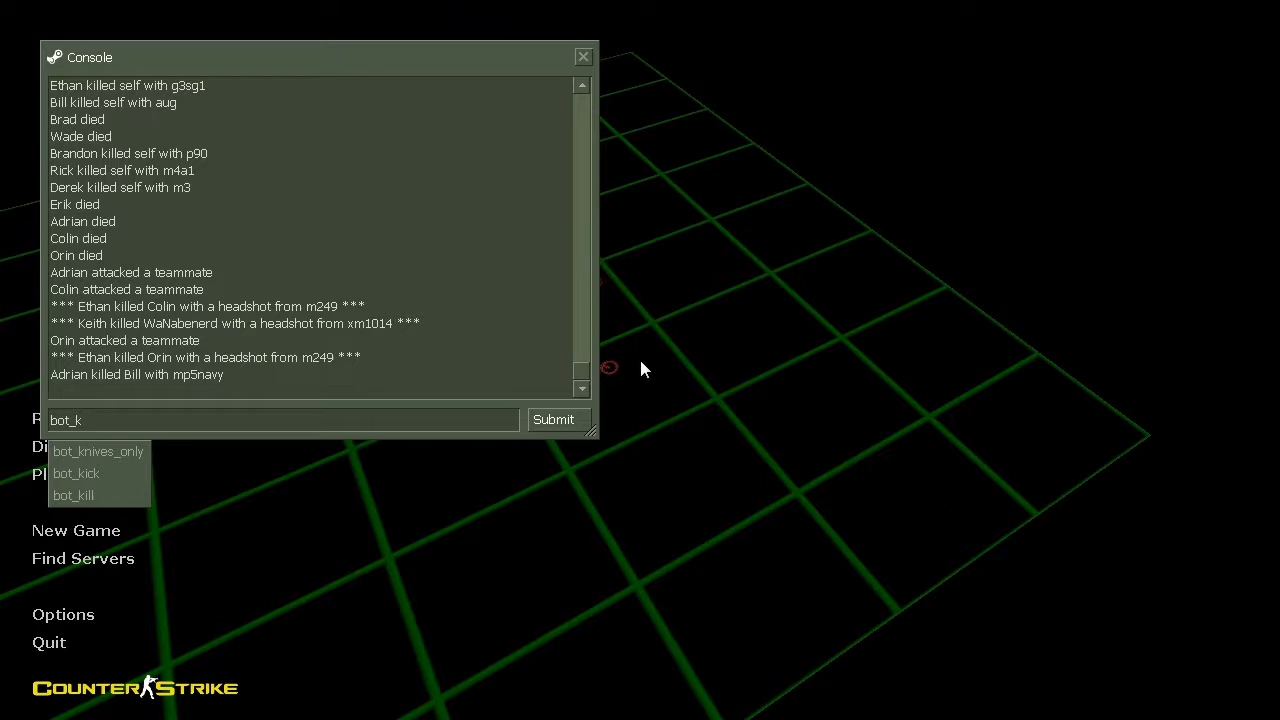 Console
Ethan killed self with g3sg1
Bill killed self with aug
Brad died
Wade died
Brandon killed self with p90
Rick killed self with m4a1
Derek killed self with m3
Erik died
Adrian died
Colin died
Orin died
Adrian attacked a teammate
Colin attacked a teammate
*** Ethan killed Colin with a headshot from m249 ***
*** Keith killed WaNabenerd with a headshot from xm1014 ***
Orin attacked a teammate
*** Ethan killed Orin with a headshot from m249 ***
Adrian killed Bill with mp5navy
bot_k
Submit
bot_knives_only
bot_kick
bot_kill
R
Di
Pl
New Game
Find Servers
Options
Quit
COUNTER STRIKE